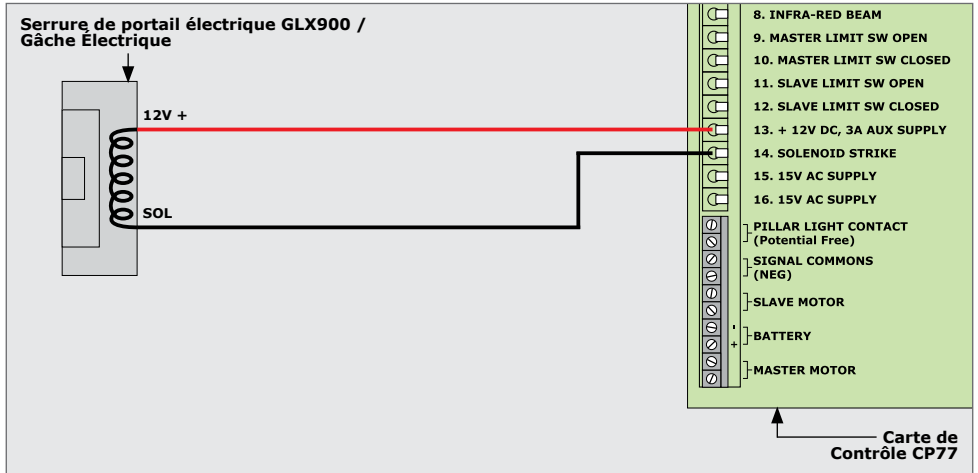 Serrure de portail électrique GLX900 /
Gâche Électrique
12V +
SOL
8. INFRA-RED BEAM
9. MASTER LIMIT SW OPEN
10. MASTER LIMIT SW CLOSED
11. SLAVE LIMIT SW OPEN
12. SLAVE LIMIT SW CLOSED
13. + 12V DC, 3A AUX SUPPLY
14. SOLENOID STRIKE
15. 15V AC SUPPLY
16. 15V AC SUPPLY
PILLAR LIGHT CONTACT
(Potential Free)
SIGNAL COMMONS
(NEG)
SLAVE MOTOR
-
BATTERY
+
MASTER MOTOR
Carte de
Contrôle CP77